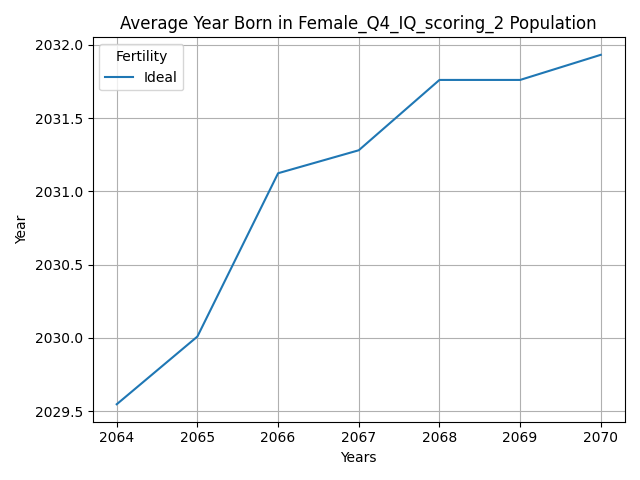 Average Year Born in Female_Q4_IQ_scoring_2 Population
2032.0
2031.5
2031.0
2030.5
2030.0
2029.5
Year
Fertility
Ideal
2064 2065 2066 2067 2068 2069 2070
Years